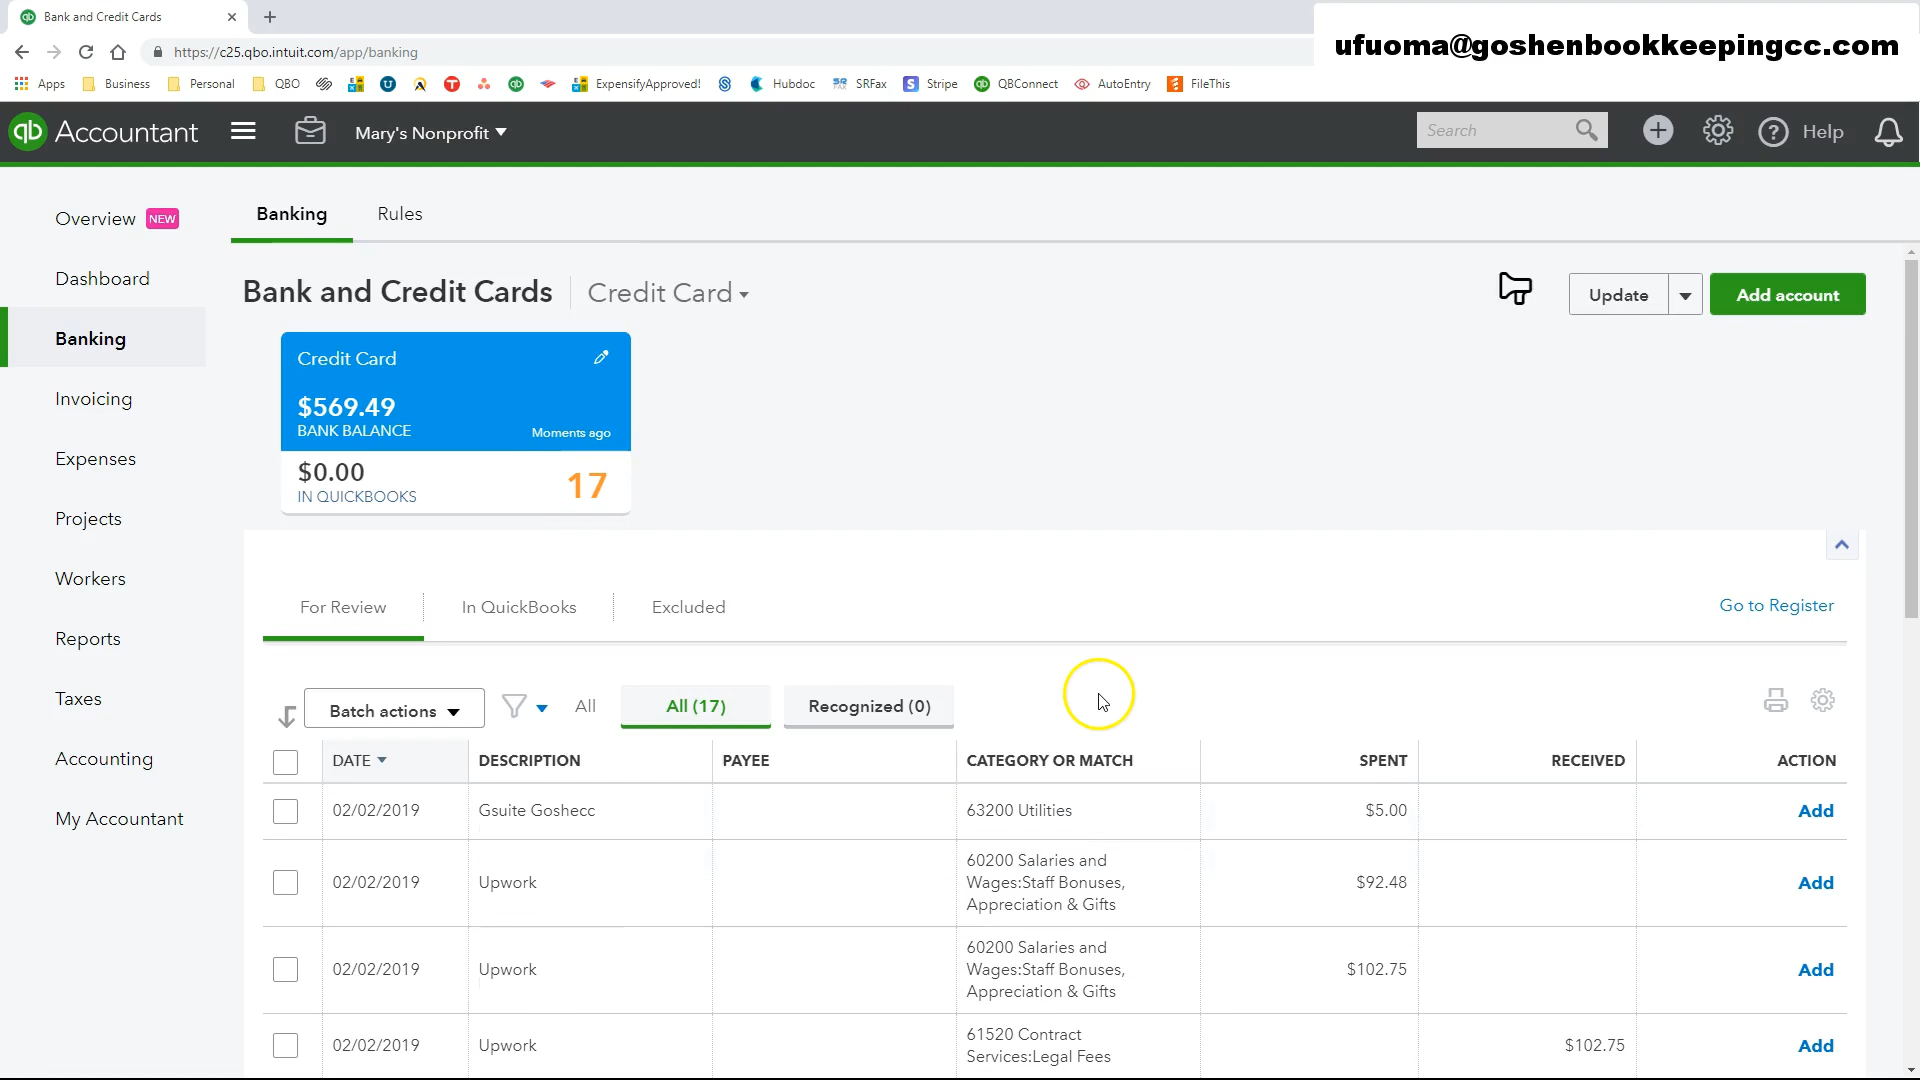 Bank and Credit Cards
https://c25.qbo.intuit.com/app/banking
ufuoma@goshenbookkeepingcc.com
Apps Business Personal QBO ExpensifyApproved! Hubdoc SRFax Stripe QBConnect AutoEntry FileThis
qb Accountant Mary's Nonprofit Search Help
Overview NEW
Dashboard
Banking
Invoicing
Expenses
Projects
Workers
Reports
Taxes
Accounting
My Accountant
Banking Rules
Bank and Credit Cards Credit Card
Update Add account
Credit Card
$569.49
BANK BALANCE Moments ago
$0.00
IN QUICKBOOKS
17
For Review In QuickBooks Excluded Go to Register
Batch actions All All (17) Recognized (0)
DATE DESCRIPTION PAYEE CATEGORY OR MATCH SPENT RECEIVED ACTION
02/02/2019 Gsuite Goshecc 63200 Utilities $5.00 Add
02/02/2019 Upwork 60200 Salaries and
Wages:Staff Bonuses,
Appreciation & Gifts $92.48 Add
02/02/2019 Upwork 60200 Salaries and
Wages:Staff Bonuses,
Appreciation & Gifts $102.75 Add
02/02/2019 Upwork 61520 Contract
Services:Legal Fees $102.75 Add